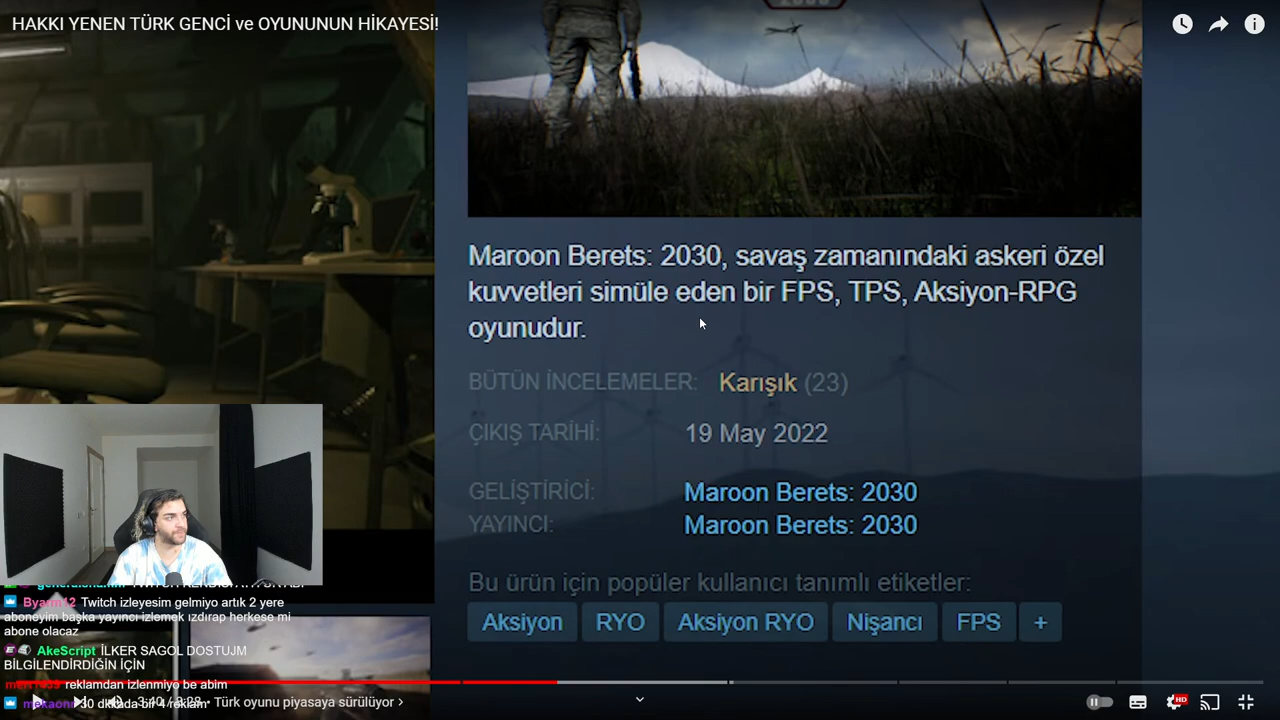 HAKKI YENEN TÜRK GENCİ ve OYUNUNUN HİKAYESİ!
Maroon Berets: 2030, savaş zamanındaki askeri özel
kuvvetleri simüle eden bir FPS, TPS, Aksiyon-RPG
oyunudur.
BÜTÜN İNCELEMELER: Karışık (23)
ÇIKIŞ TARİHİ: 19 May 2022
GELİŞTİRİCİ: Maroon Berets: 2030
YAYINCI: Maroon Berets: 2030
Bu ürün için popüler kullanıcı tanımlı etiketler:
Aksiyon RYO Aksiyon RYO Nişancı FPS +
Twitch izleyesim gelmiyo artık 2 yere
aboneyim başka yayıncı izlemek ızdırap herkese mi
abone olacaz
AkeScript İLKER SAGOL DOSTUJM
BİLGİLENDİRDİĞİN İÇİN
reklamdan izlenmiyo be abim
Türk oyunu piyasaya sürülüyor
HD